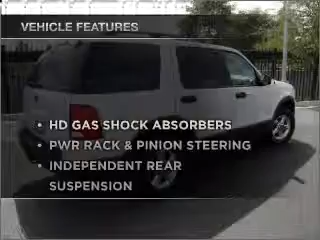 VEHICLE FEATURES
• HD GAS SHOCK ABSORBERS
• PWR RACK & PINION STEERING
• INDEPENDENT REAR
SUSPENSION